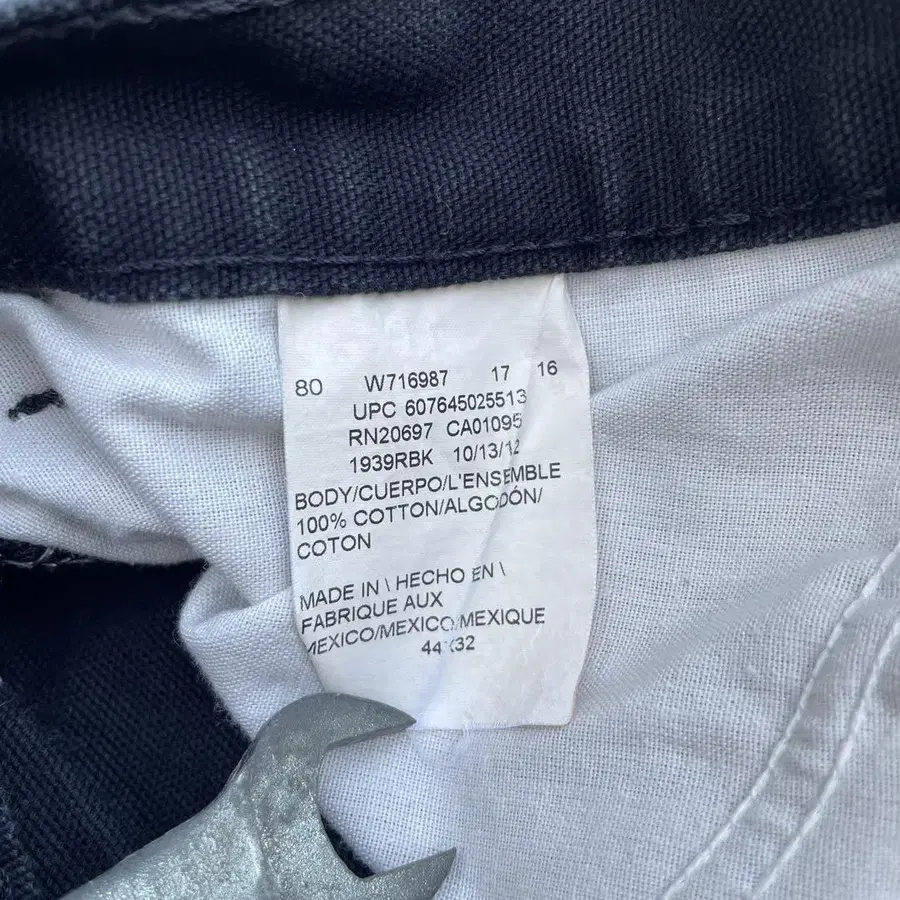 80 W716987 17 16
UPC 607645025513
RN20697 CA01095
1939RBK 10/13/12
BODY/CUERPO/L'ENSEMBLE
100% COTTON/ALGODÓN/
COTON
MADE IN \ HECHO EN \
FABRIQUE AUX
MEXICO/MEXICO/MEXIQUE
44X32